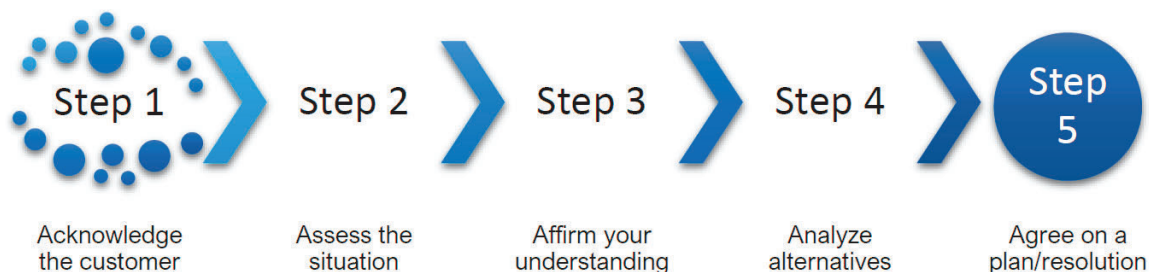 Step 1
Step 2
Step 3
Step 4
Step
5
Acknowledge
the customer
Assess the
situation
Affirm your
understanding
Analyze
alternatives
Agree on a
plan/resolution